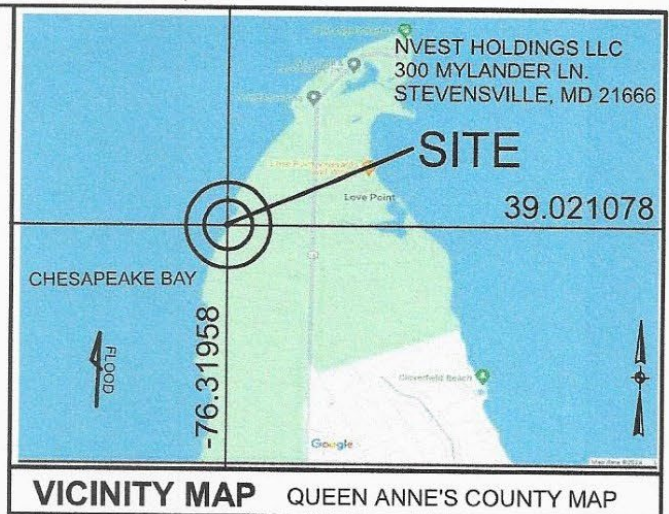 NVEST HOLDINGS LLC
300 MYLANDER LN.
STEVENSVILLE, MD 21666
SITE
Love Point
39.021078
CHESAPEAKE BAY
FLOOD
-76.31958
Cloverfield Beach
Google
VICINITY MAP QUEEN ANNE'S COUNTY MAP